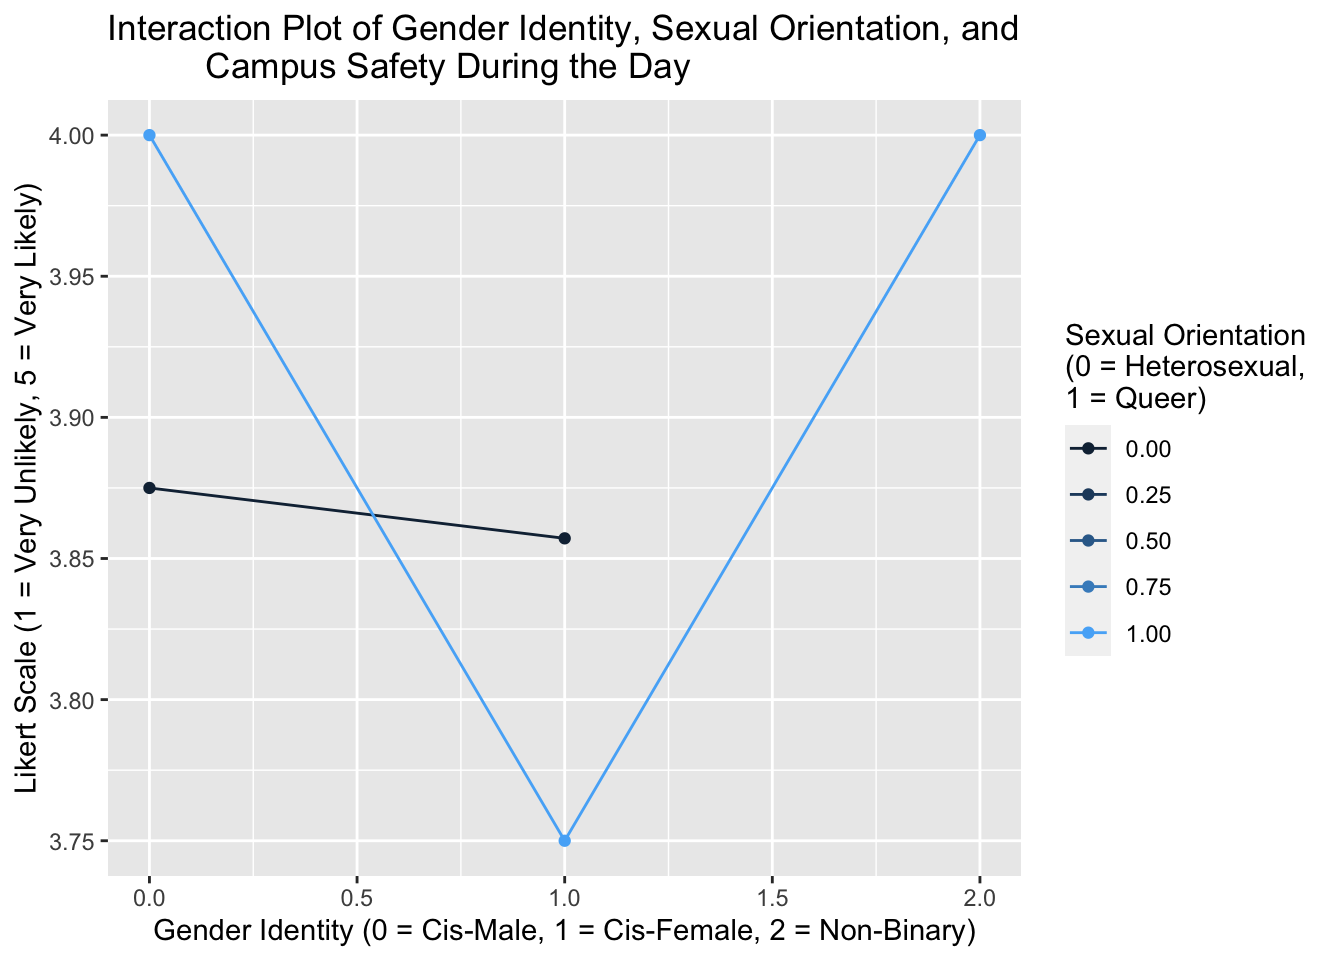 Interaction Plot of Gender Identity, Sexual Orientation, and
Campus Safety During the Day
Likert Scale (1 = Very Unlikely, 5 = Very Likely)
4.00
3.95
3.90
3.85
3.80
3.75
0.0
0.5
1.0
1.5
2.0
Gender Identity (0 = Cis-Male, 1 = Cis-Female, 2 = Non-Binary)
Sexual Orientation
(0 = Heterosexual,
1 = Queer)
0.00
0.25
0.50
0.75
1.00